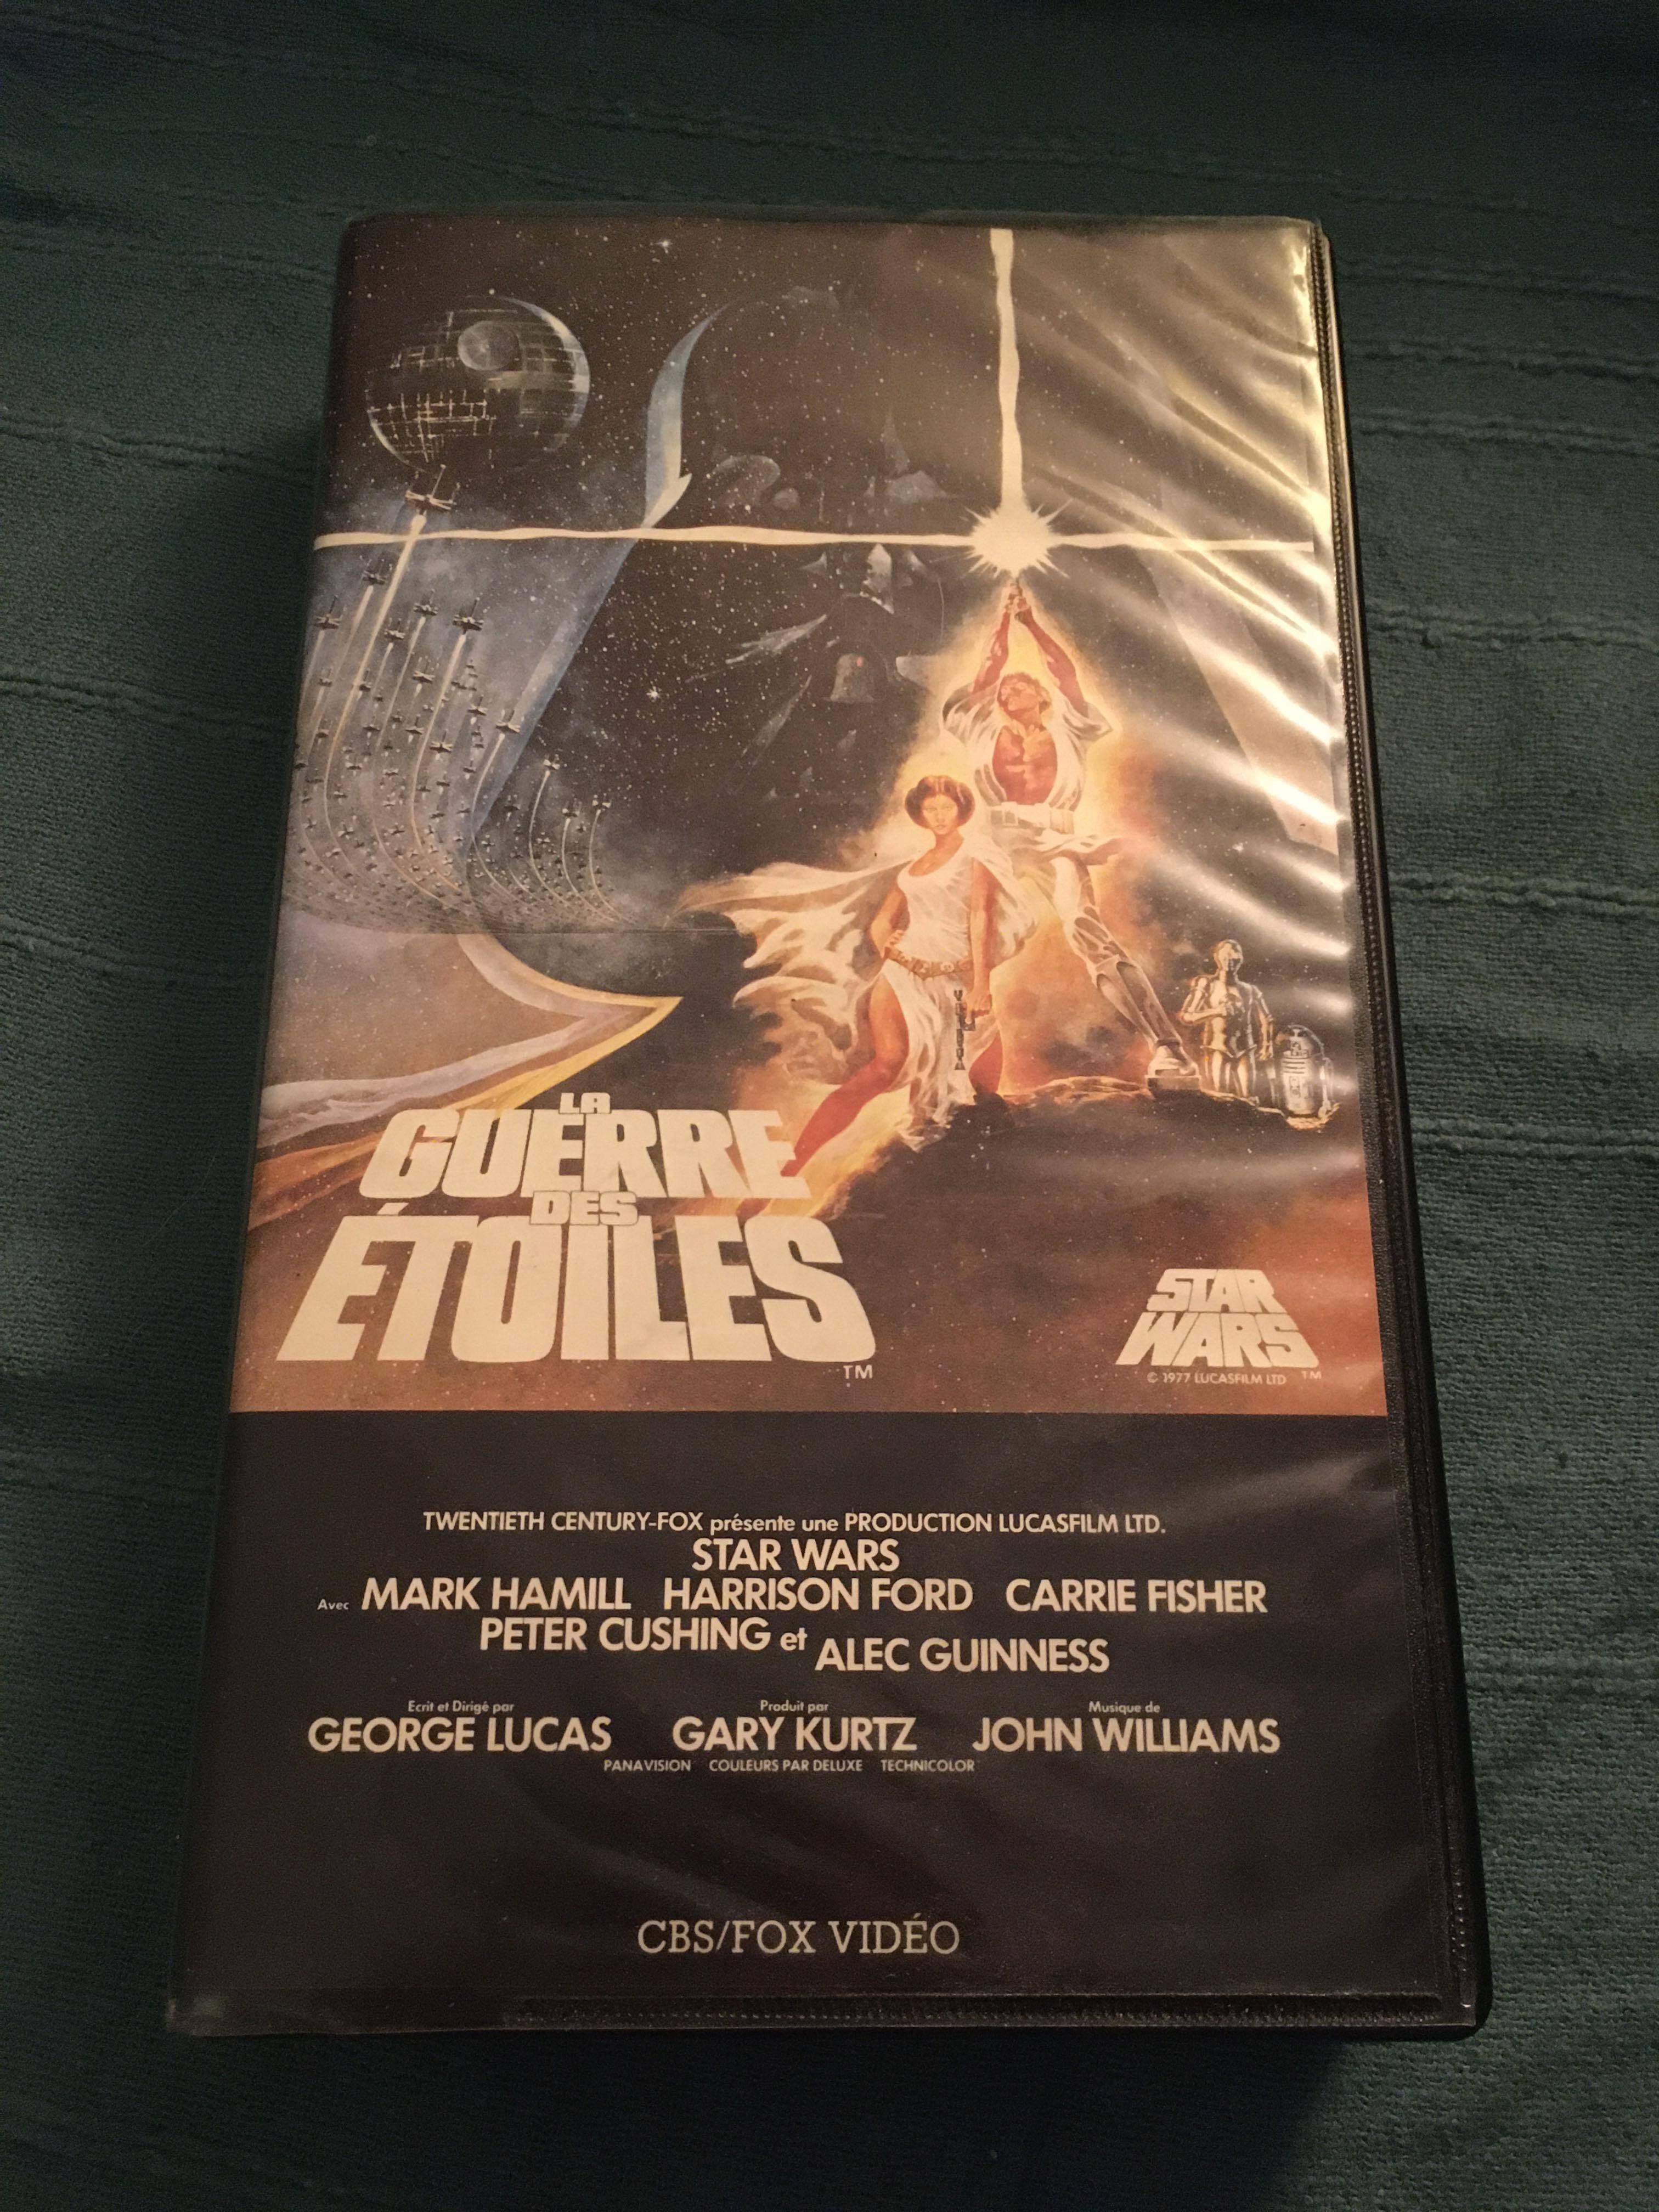 LA
GUERRE
DES
ÉTOILES
TM
STAR
WARS
© 1977 LUCASFILM LTD TM
TWENTIETH CENTURY-FOX présente une PRODUCTION LUCASFILM LTD.
STAR WARS
Avec MARK HAMILL HARRISON FORD CARRIE FISHER
PETER CUSHING et ALEC GUINNESS
Ecrit et Dirigé par Produit par Musique de
GEORGE LUCAS GARY KURTZ JOHN WILLIAMS
PANAVISION COULEURS PAR DELUXE TECHNICOLOR
CBS/FOX VIDÉO